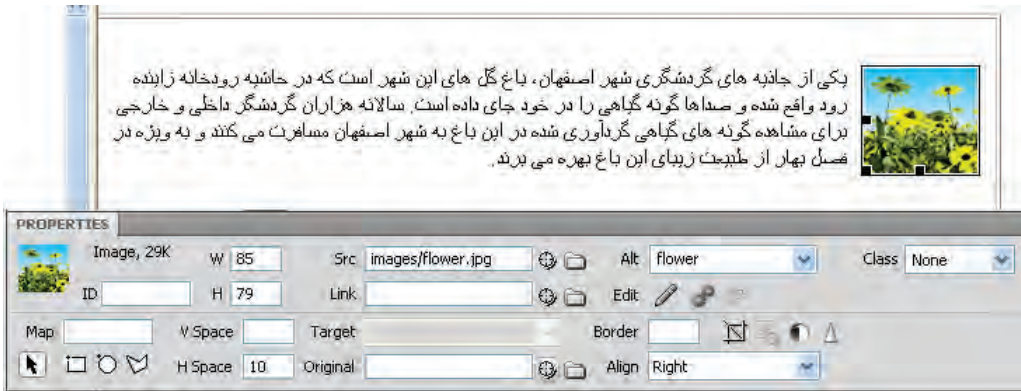 یکی از جاذبه های گردشگری شهر اصفهان، باغ گل های این شهر است که در حاشیه رودخانه زاینده
رود واقع شده و صداها گونه گیاهی را در خود جای داده است. سالانه هزاران گردشگر داخلی و خارجی
برای مشاهده گونه های گیاهی گردآوری شده در این باغ به شهر اصفهان مسافرت می کنند و به ویژه در
فصل بهار از طبیعت زیبای این باغ بهره می برند.
PROPERTIES
Image, 29K W 85 Src images/flower.jpg Alt flower Class None
ID H 79 Link Edit
Map V Space Target Border
H Space 10 Original Align Right